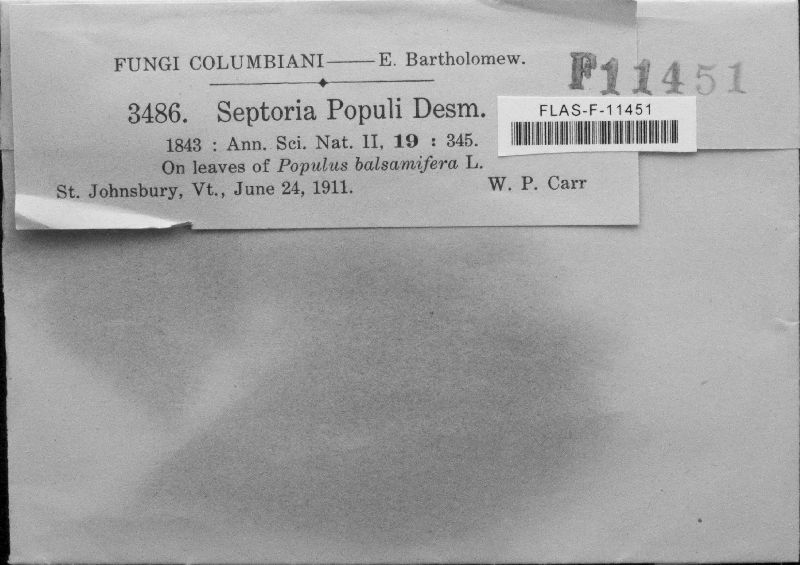 FUNGI COLUMBIANI——E. Bartholomew.
F11451
3486. Septoria Populi Desm.
FLAS-F-11451
1843 : Ann. Sci. Nat. II, 19 : 345.
On leaves of Populus balsamifera L.
St. Johnsbury, Vt., June 24, 1911. W. P. Carr